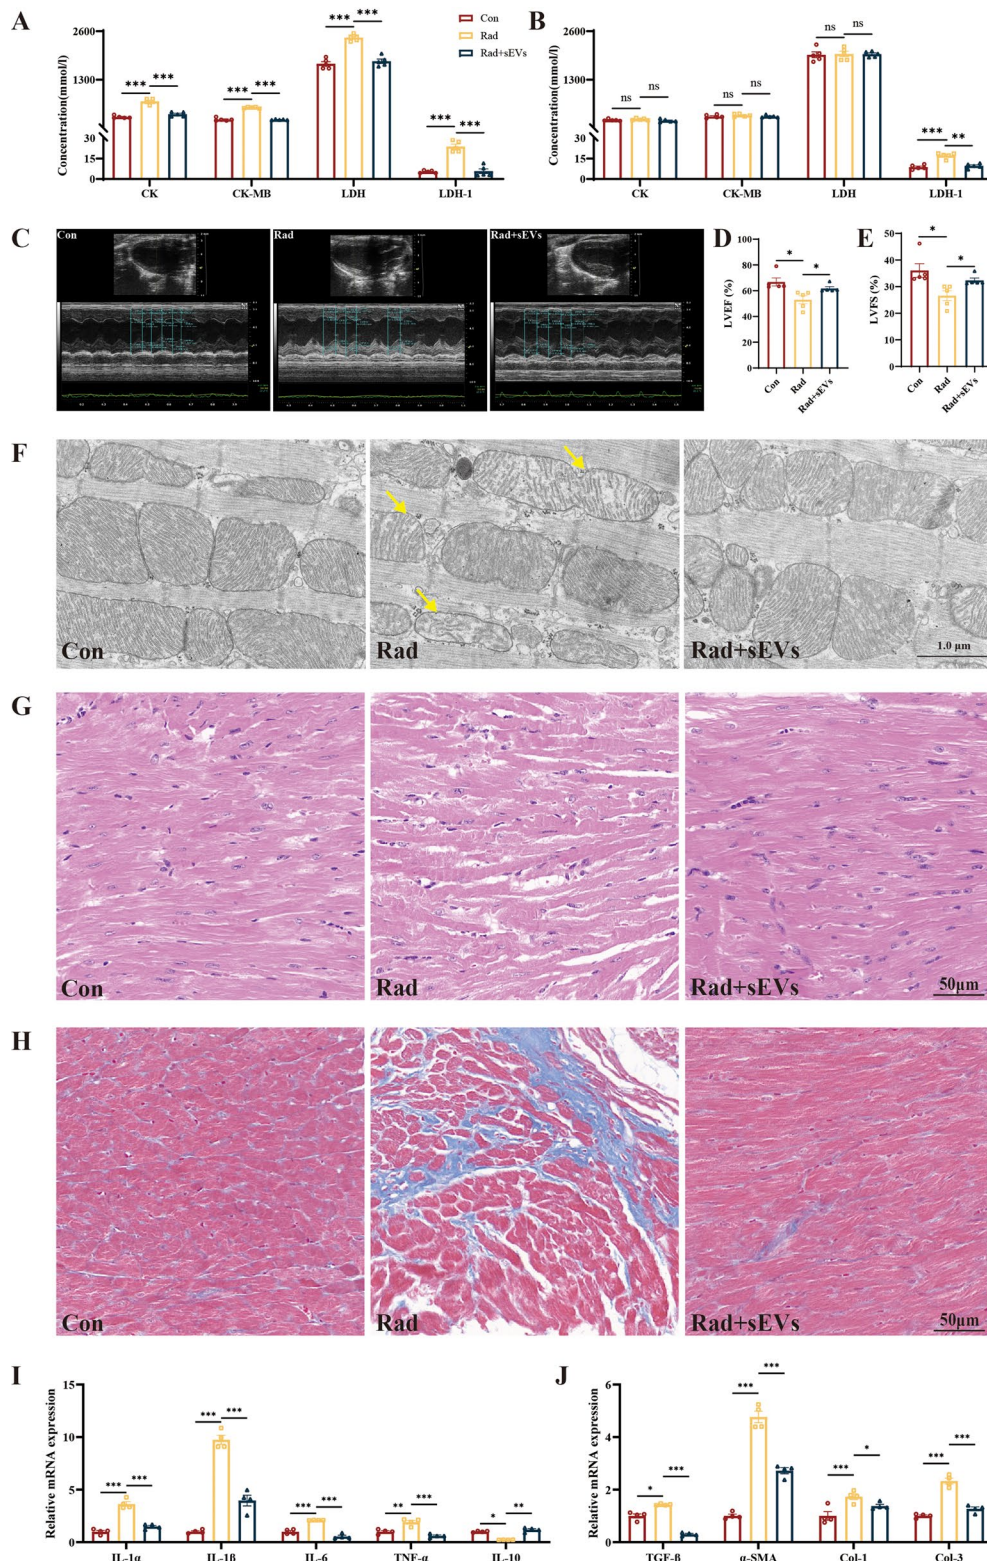 A
Concentration(mmol/l)
2600
1300
30
15
0
***
***
***
***
***
***
***
***
CK
CK-MB
LDH
LDH-1
Con
Rad
Rad+sEVs
B
Concentration(mmol/l)
2600
1300
30
15
0
ns
ns
ns
ns
ns
ns
***
**
CK
CK-MB
LDH
LDH-1
C
Con
Rad
Rad+sEVs
D
LVEF (%)
100
80
60
40
20
0
*
*
Con
Rad
Rad+sEVs
E
LVFS (%)
50
40
30
20
10
0
*
*
Con
Rad
Rad+sEVs
F
Con
Rad
Rad+sEVs
1.0 μm
G
Con
Rad
Rad+sEVs
50μm
H
Con
Rad
Rad+sEVs
50μm
I
Relative mRNA expression
15
10
5
0
***
***
***
***
***
***
**
***
*
**
IL-1α
IL-1β
IL-6
TNF-α
IL-10
J
Relative mRNA expression
6
4
2
0
*
***
***
***
***
*
***
***
TGF-β
α-SMA
Col-1
Col-3